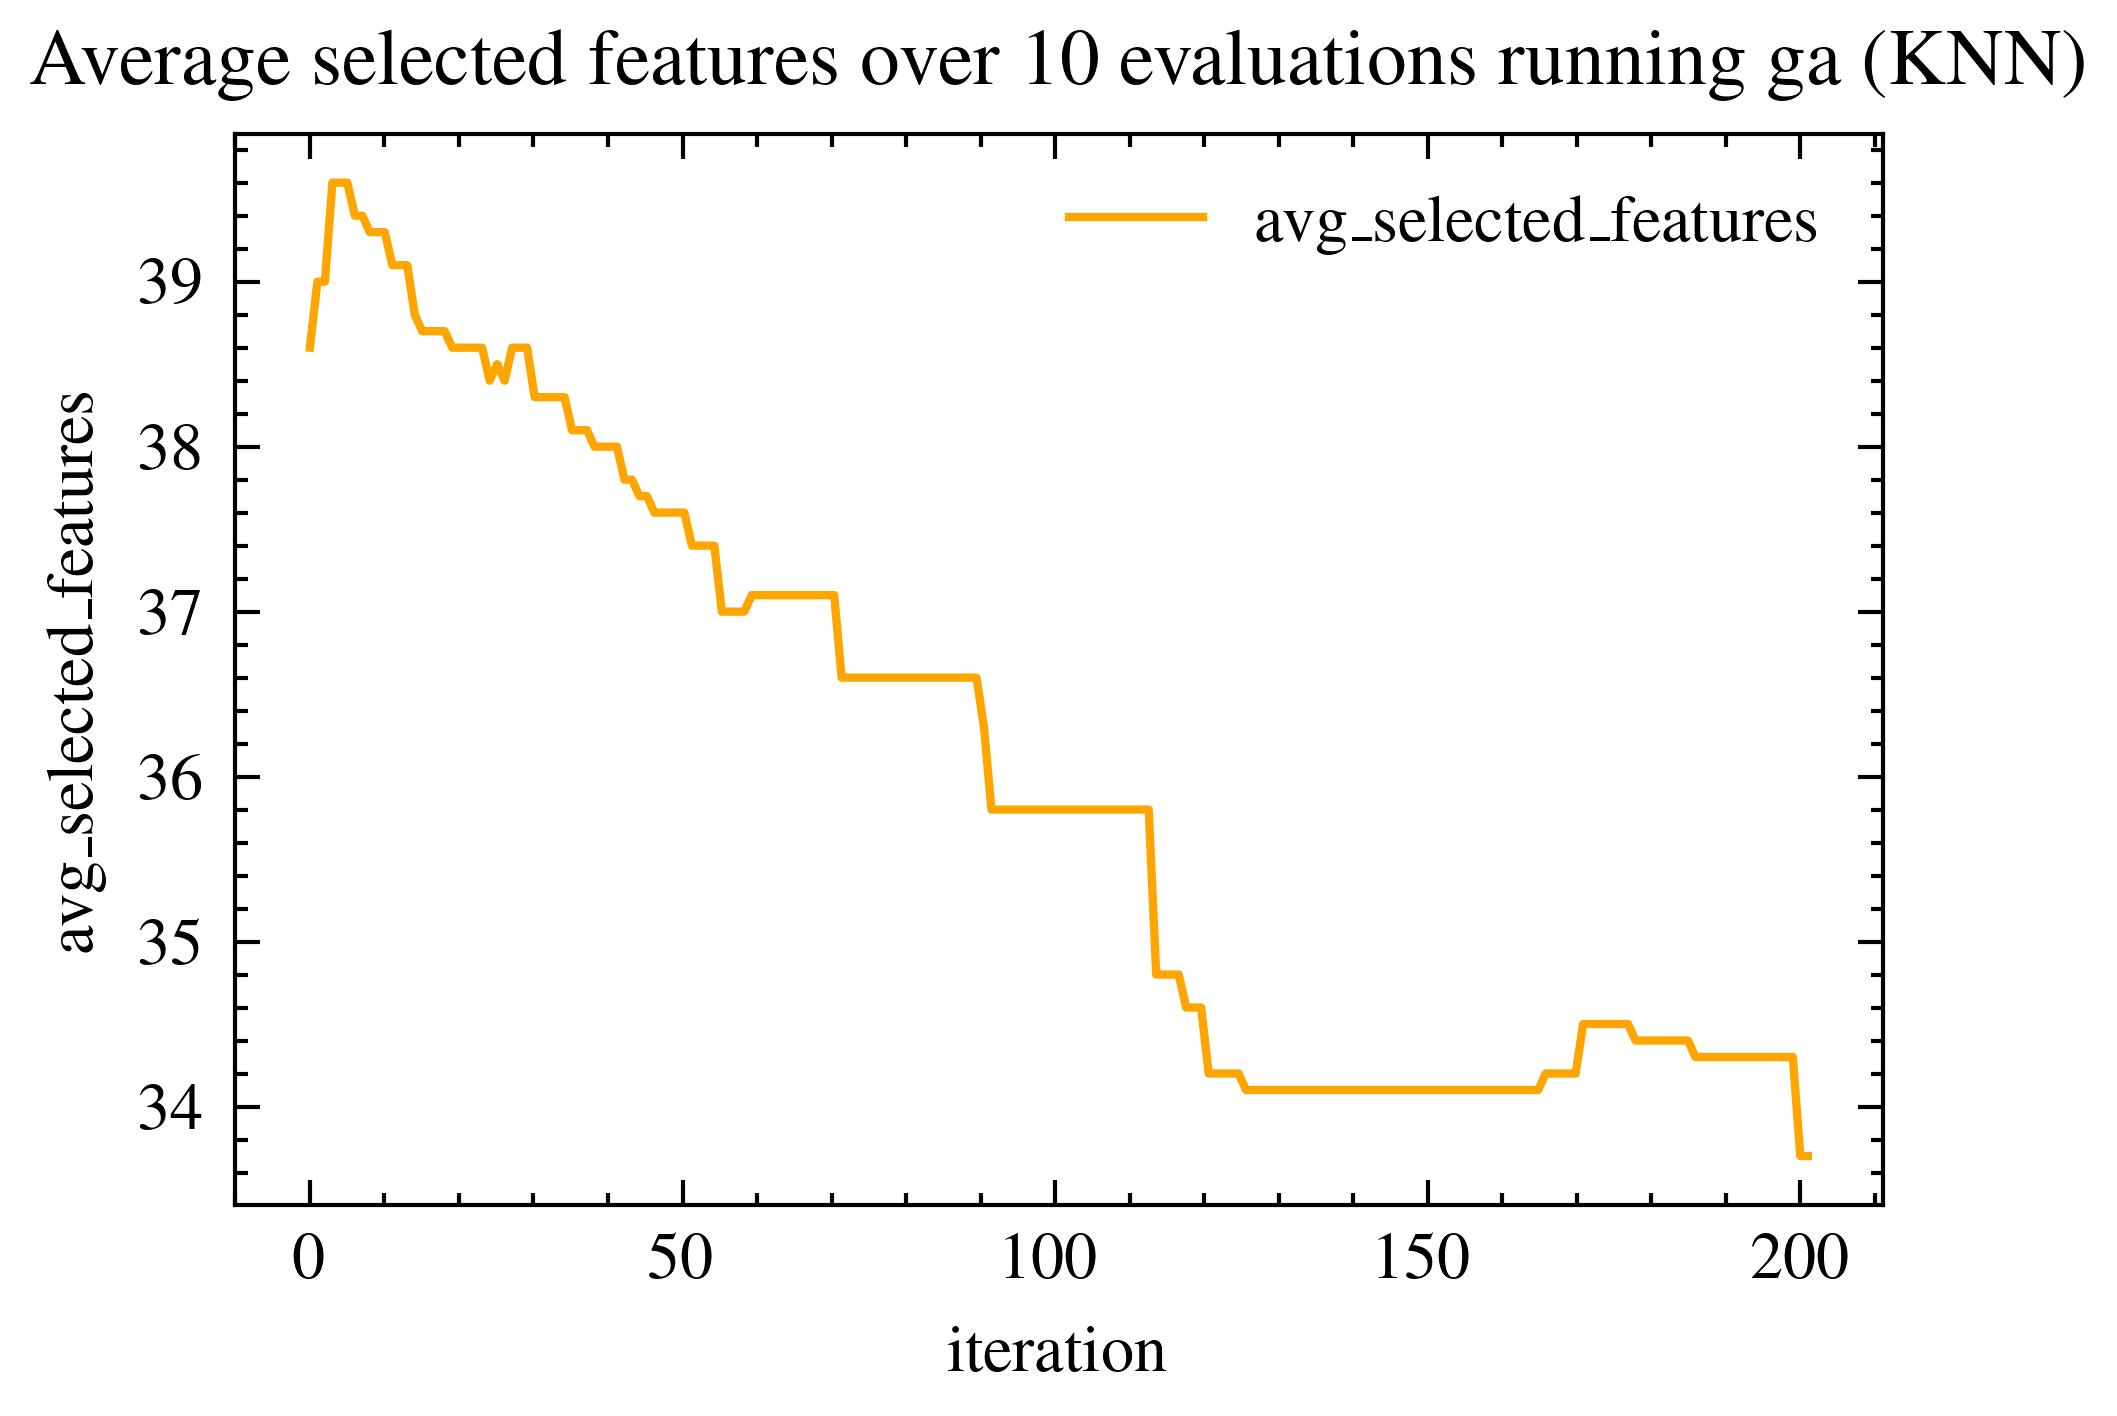 Average selected features over 10 evaluations running ga (KNN)
avg_selected_features
39
38
37
36
35
34
avg_selected_features
0 50 100 150 200
iteration